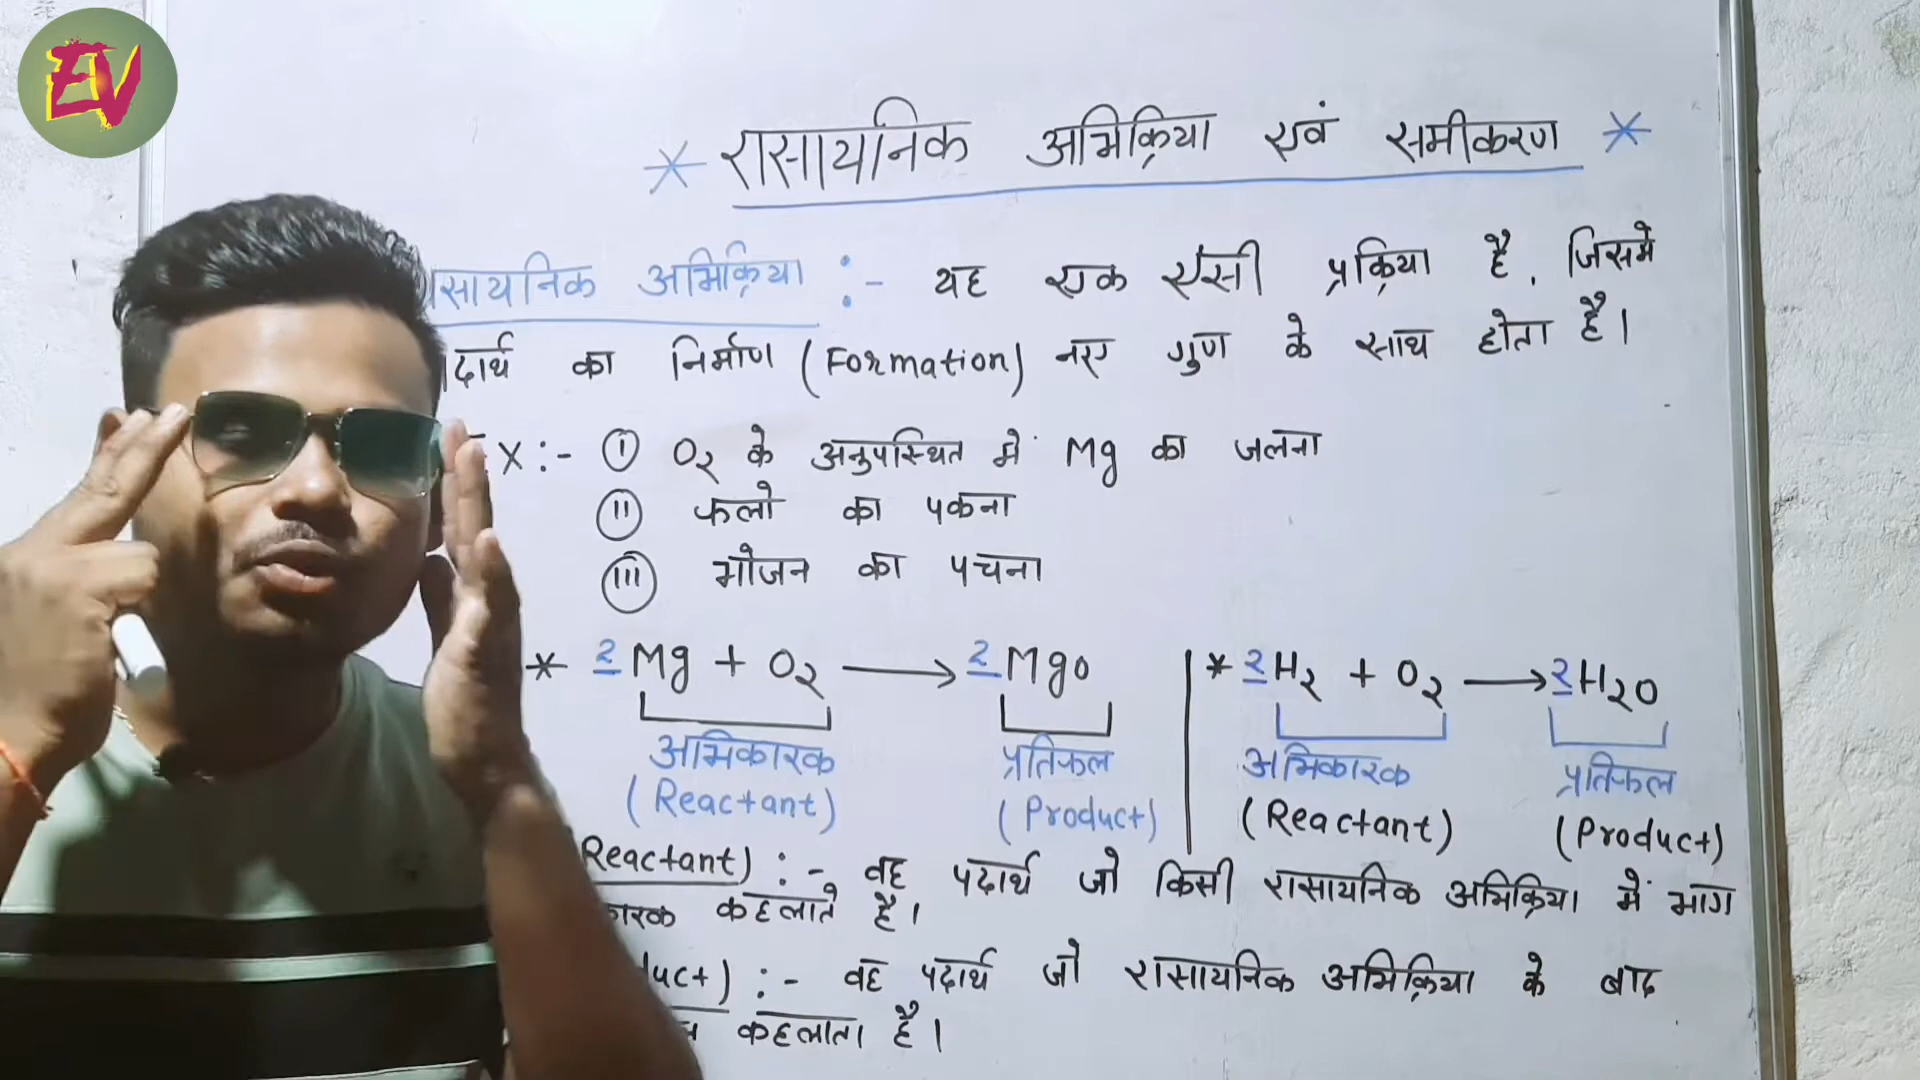 EV
* रासायनिक अभिक्रिया एवं समीकरण *
सायनिक अभिक्रिया :- यह एक ऐसी प्रक्रिया है, जिसमे
दार्थ का निर्माण (Formation) नए गुण के साथ होता है।
Ex :- (I) O2 के अनुपस्थित में Mg का जलना
(II) फलो का पकना
(III) भोजन का पचना
* 2Mg + O2 → 2MgO
अभिकारक प्रतिफल
(Reactant) (Product)
* 2H2 + O2 → 2H2O
अभिकारक प्रतिफल
(Reactant) (Product)
Reactant) :- वह पदार्थ जो किसी रासायनिक अभिक्रिया में भाग
कारक कहलाते है।
duct) :- वह पदार्थ जो रासायनिक अभिक्रिया के बाद
कहलाता है।